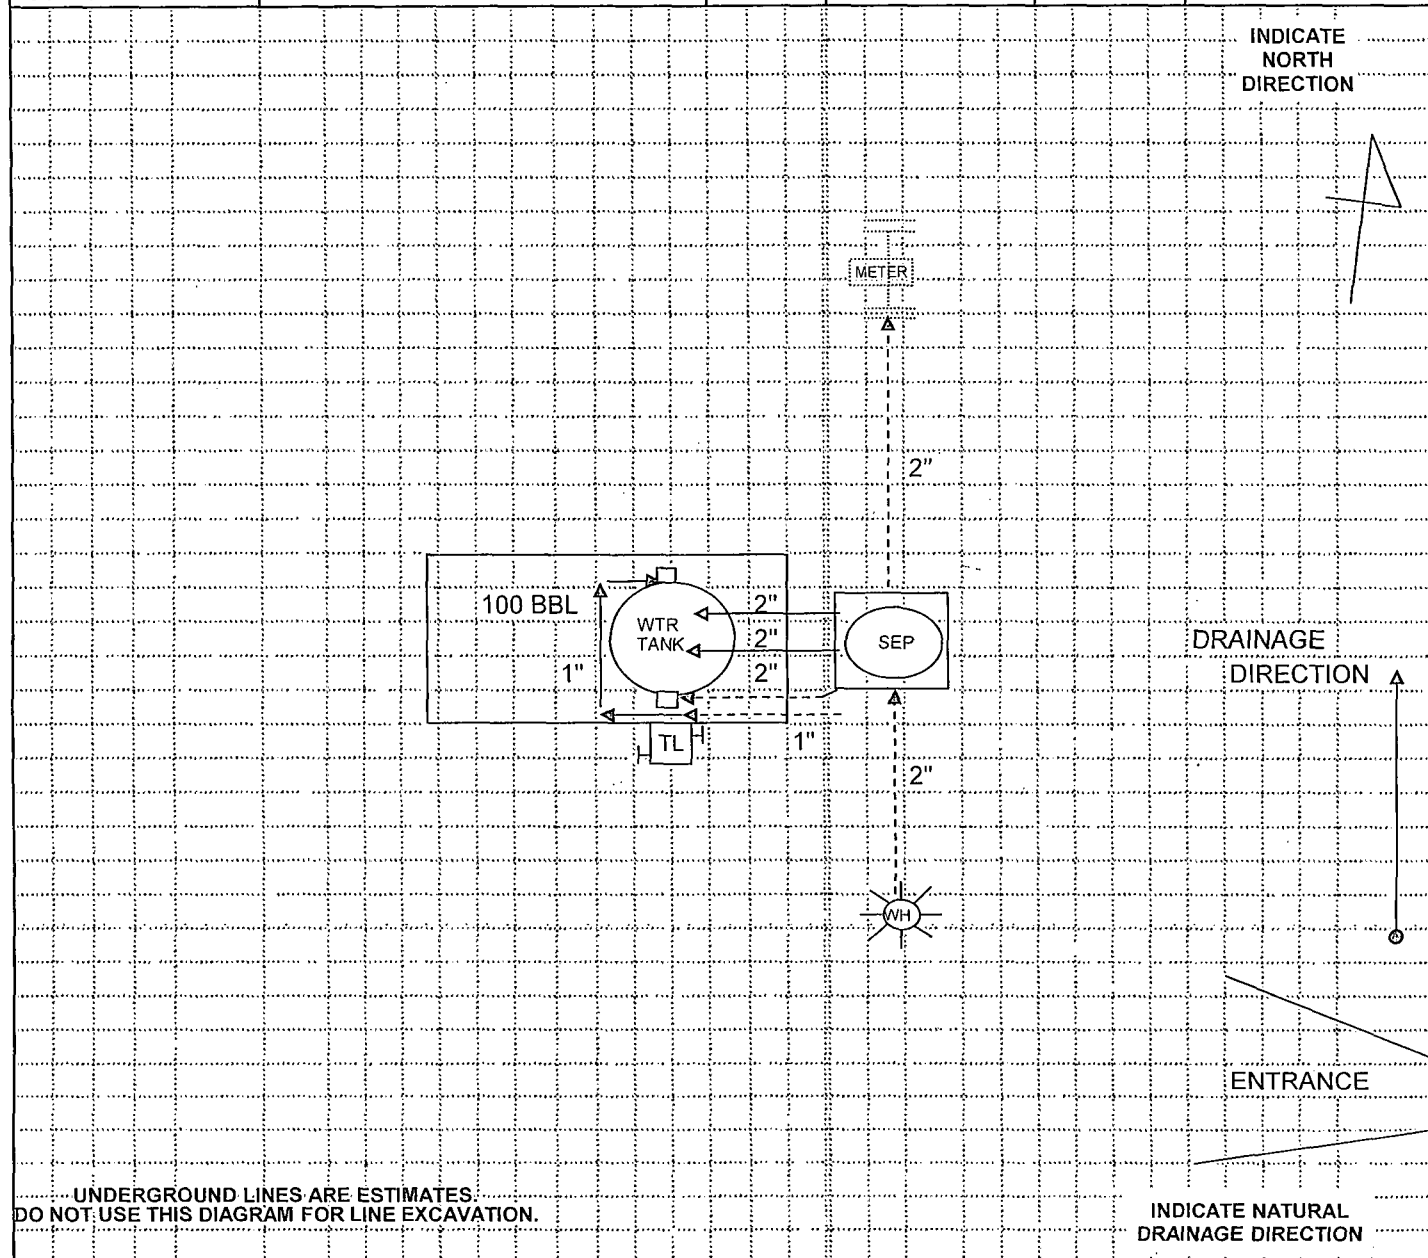 INDICATE
NORTH
DIRECTION
METER
2"
100 BBL
2"
WTR
TANK
2"
SEP
DRAINAGE
DIRECTION
1"
2"
TL
1"
2"
WH
ENTRANCE
UNDERGROUND LINES ARE ESTIMATES.
DO NOT USE THIS DIAGRAM FOR LINE EXCAVATION.
INDICATE NATURAL
DRAINAGE DIRECTION